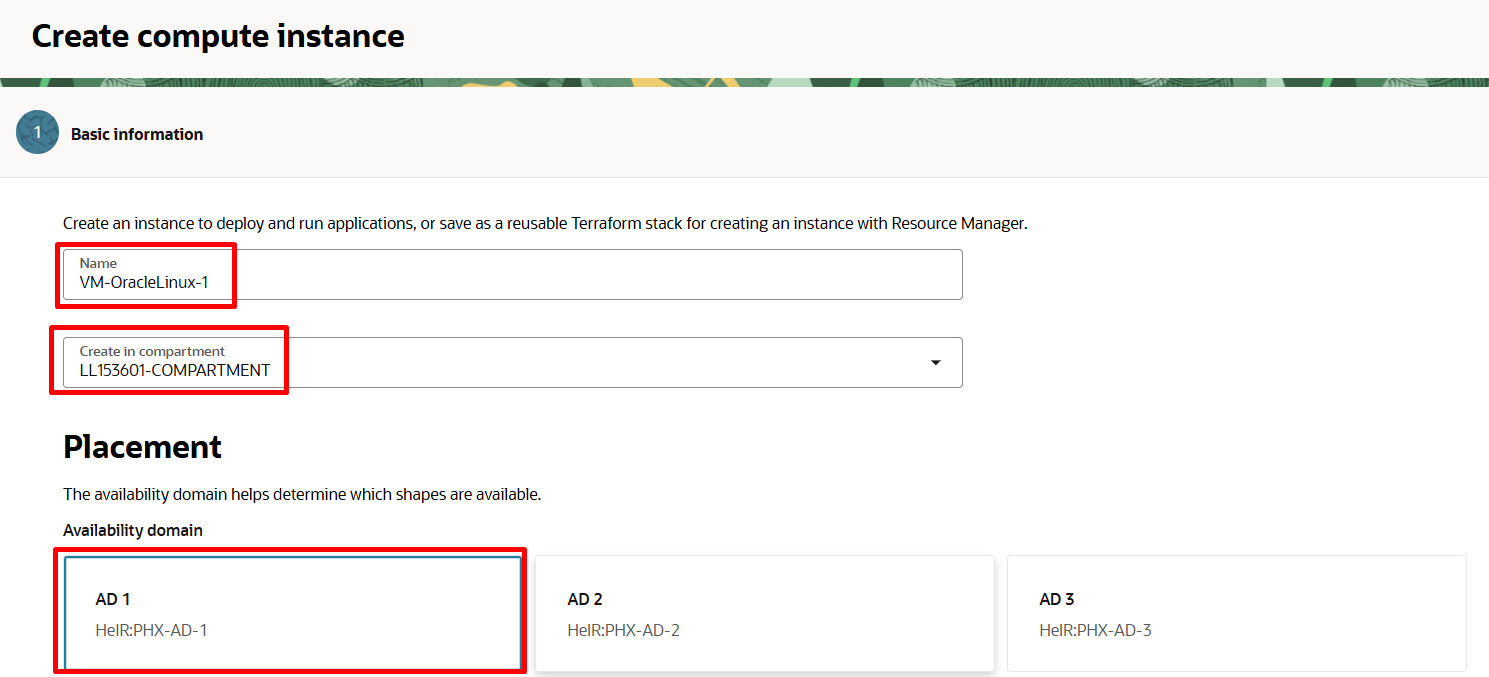 Create compute instance
1
Basic information
Create an instance to deploy and run applications, or save as a reusable Terraform stack for creating an instance with Resource Manager.
Name
VM-OracleLinux-1
Create in compartment
LL153601-COMPARTMENT
Placement
The availability domain helps determine which shapes are available.
Availability domain
AD 1
HeIR:PHX-AD-1
AD 2
HeIR:PHX-AD-2
AD 3
HeIR:PHX-AD-3